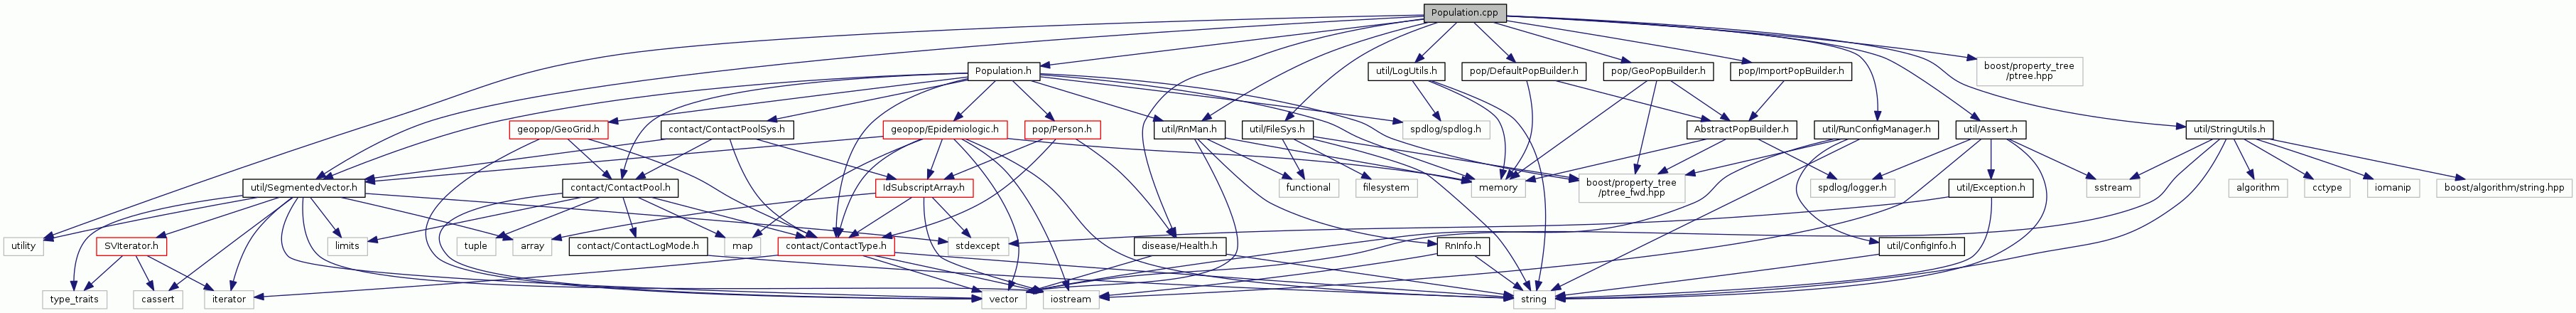 Population.cpp
Population.h
util/LogUtils.h
pop/DefaultPopBuilder.h
pop/GeoPopBuilder.h
pop/ImportPopBuilder.h
boost/property_tree
/ptree.hpp
geopop/GeoGrid.h
contact/ContactPoolSys.h
geopop/Epidemiologic.h
pop/Person.h
util/RnMan.h
util/FileSys.h
spdlog/spdlog.h
AbstractPopBuilder.h
util/RunConfigManager.h
util/Assert.h
util/StringUtils.h
util/SegmentedVector.h
contact/ContactPool.h
IdSubscriptArray.h
functional
filesystem
memory
boost/property_tree
/ptree_fwd.hpp
spdlog/logger.h
util/Exception.h
sstream
algorithm
cctype
iomanip
boost/algorithm/string.hpp
utility
SVIterator.h
limits
tuple
array
contact/ContactLogMode.h
map
contact/ContactType.h
stdexcept
disease/Health.h
RnInfo.h
util/ConfigInfo.h
type_traits
cassert
iterator
vector
iostream
string